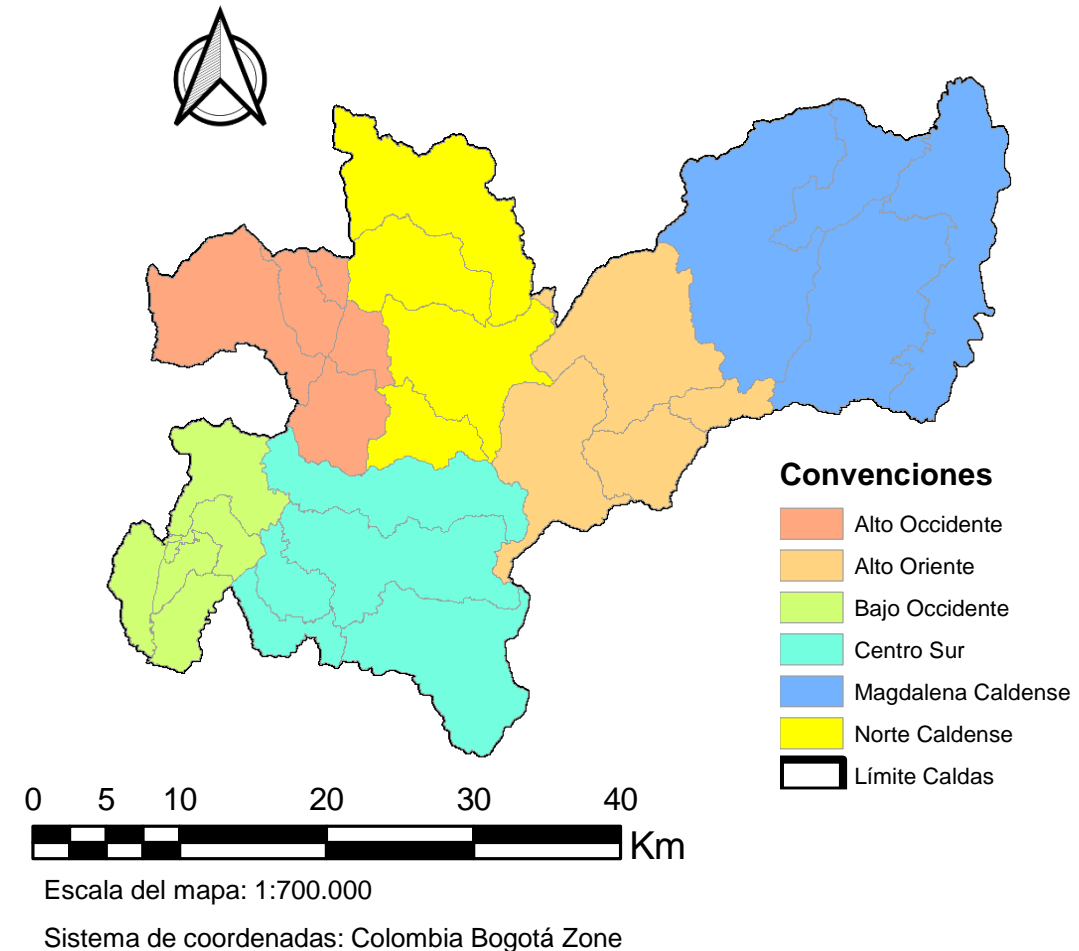 Convenciones
Alto Occidente
Alto Oriente
Bajo Occidente
Centro Sur
Magdalena Caldense
Norte Caldense
Límite Caldas
0 5 10 20 30 40
Km
Escala del mapa: 1:700.000
Sistema de coordenadas: Colombia Bogotá Zone